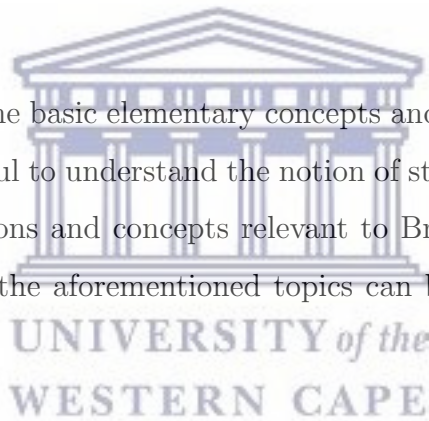 he basic elementary concepts and
ul to understand the notion of st
ons and concepts relevant to Br
the aforementioned topics can b
UNIVERSITY of the
WESTERN CAPE